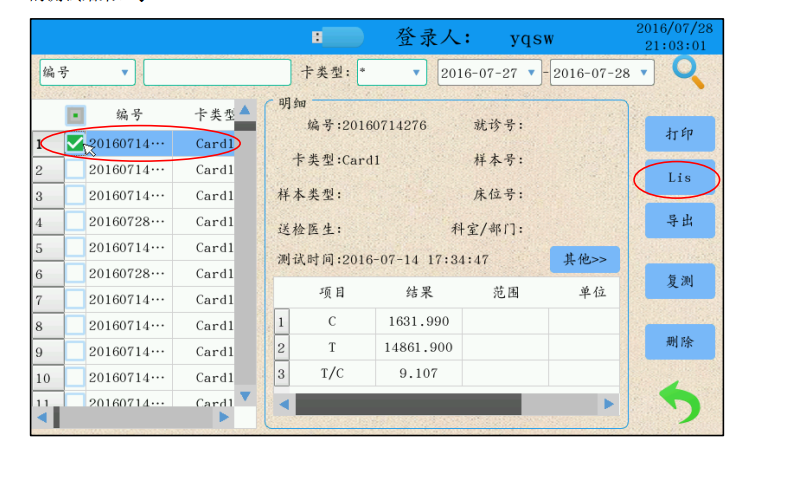 登录人: yqsw
2016/07/28
21:03:01
编号
卡类型: *
2016-07-27 - 2016-07-28
编号 卡类型
1 20160714··· Card1
2 20160714··· Card1
3 20160714··· Card1
4 20160728··· Card1
5 20160714··· Card1
6 20160728··· Card1
7 20160714··· Card1
8 20160714··· Card1
9 20160714··· Card1
10 20160714··· Card1
11 20160714··· Card1
明细
编号:20160714276 就诊号:
卡类型:Card1 样本号:
样本类型: 床位号:
送检医生: 科室/部门:
测试时间:2016-07-14 17:34:47 其他>>
项目 结果 范围 单位
1 C 1631.990
2 T 14861.900
3 T/C 9.107
打印
Lis
导出
复测
删除